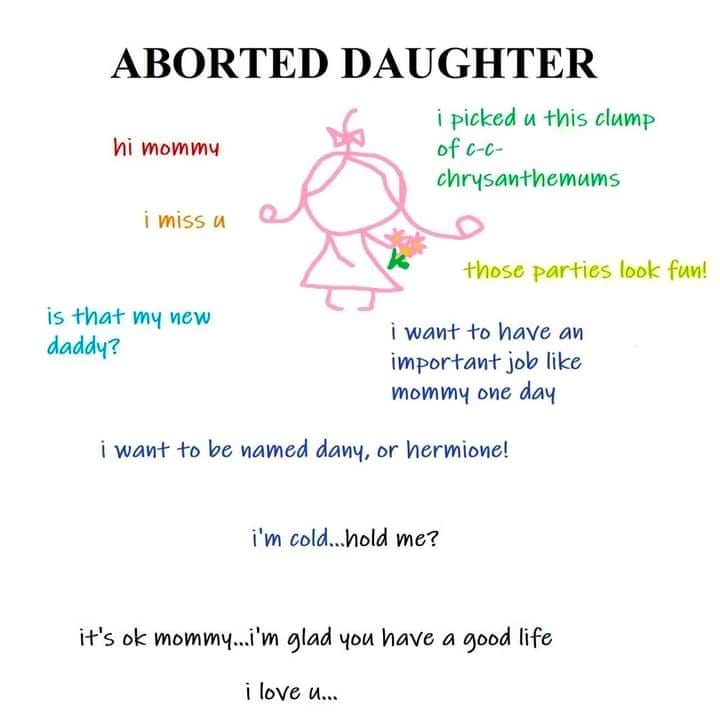 ABORTED DAUGHTER
hi mommy
i picked u this clump
of c-c-
chrysanthemums
i miss u
those parties look fun!
is that my new
daddy?
i want to have an
important job like
mommy one day
i want to be named dany, or hermione!
i'm cold...hold me?
it's ok mommy...i'm glad you have a good life
i love u...